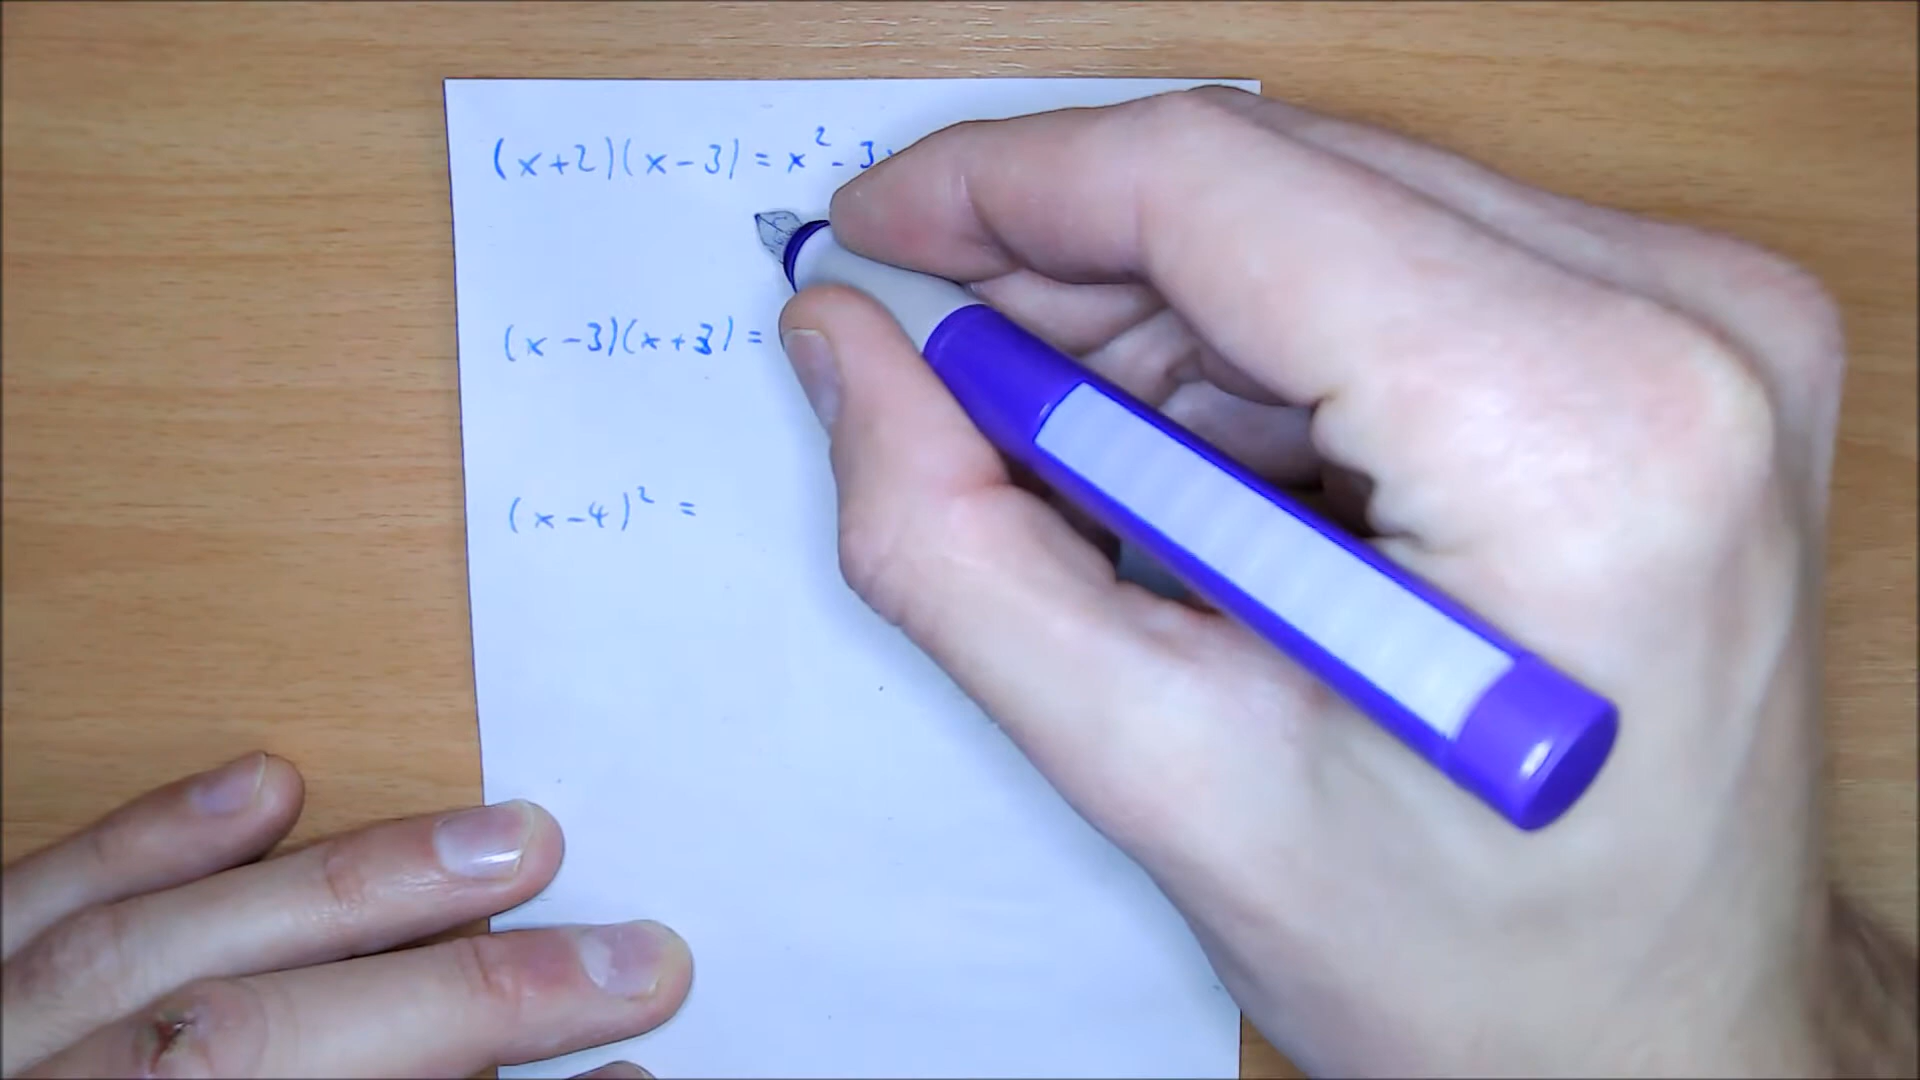 (x+2)(x-3) = x² - 3
(x-3)(x+3) =
(x-4)² =